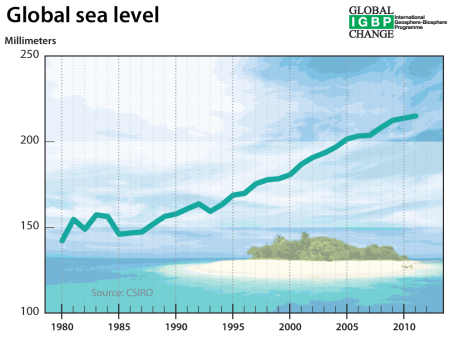 Global sea level
GLOBAL
IGBP
CHANGE
International
Geosphere-Biosphere
Programme
Millimeters
250
200
150
100
Source: CSIRO
1980 1985 1990 1995 2000 2005 2010